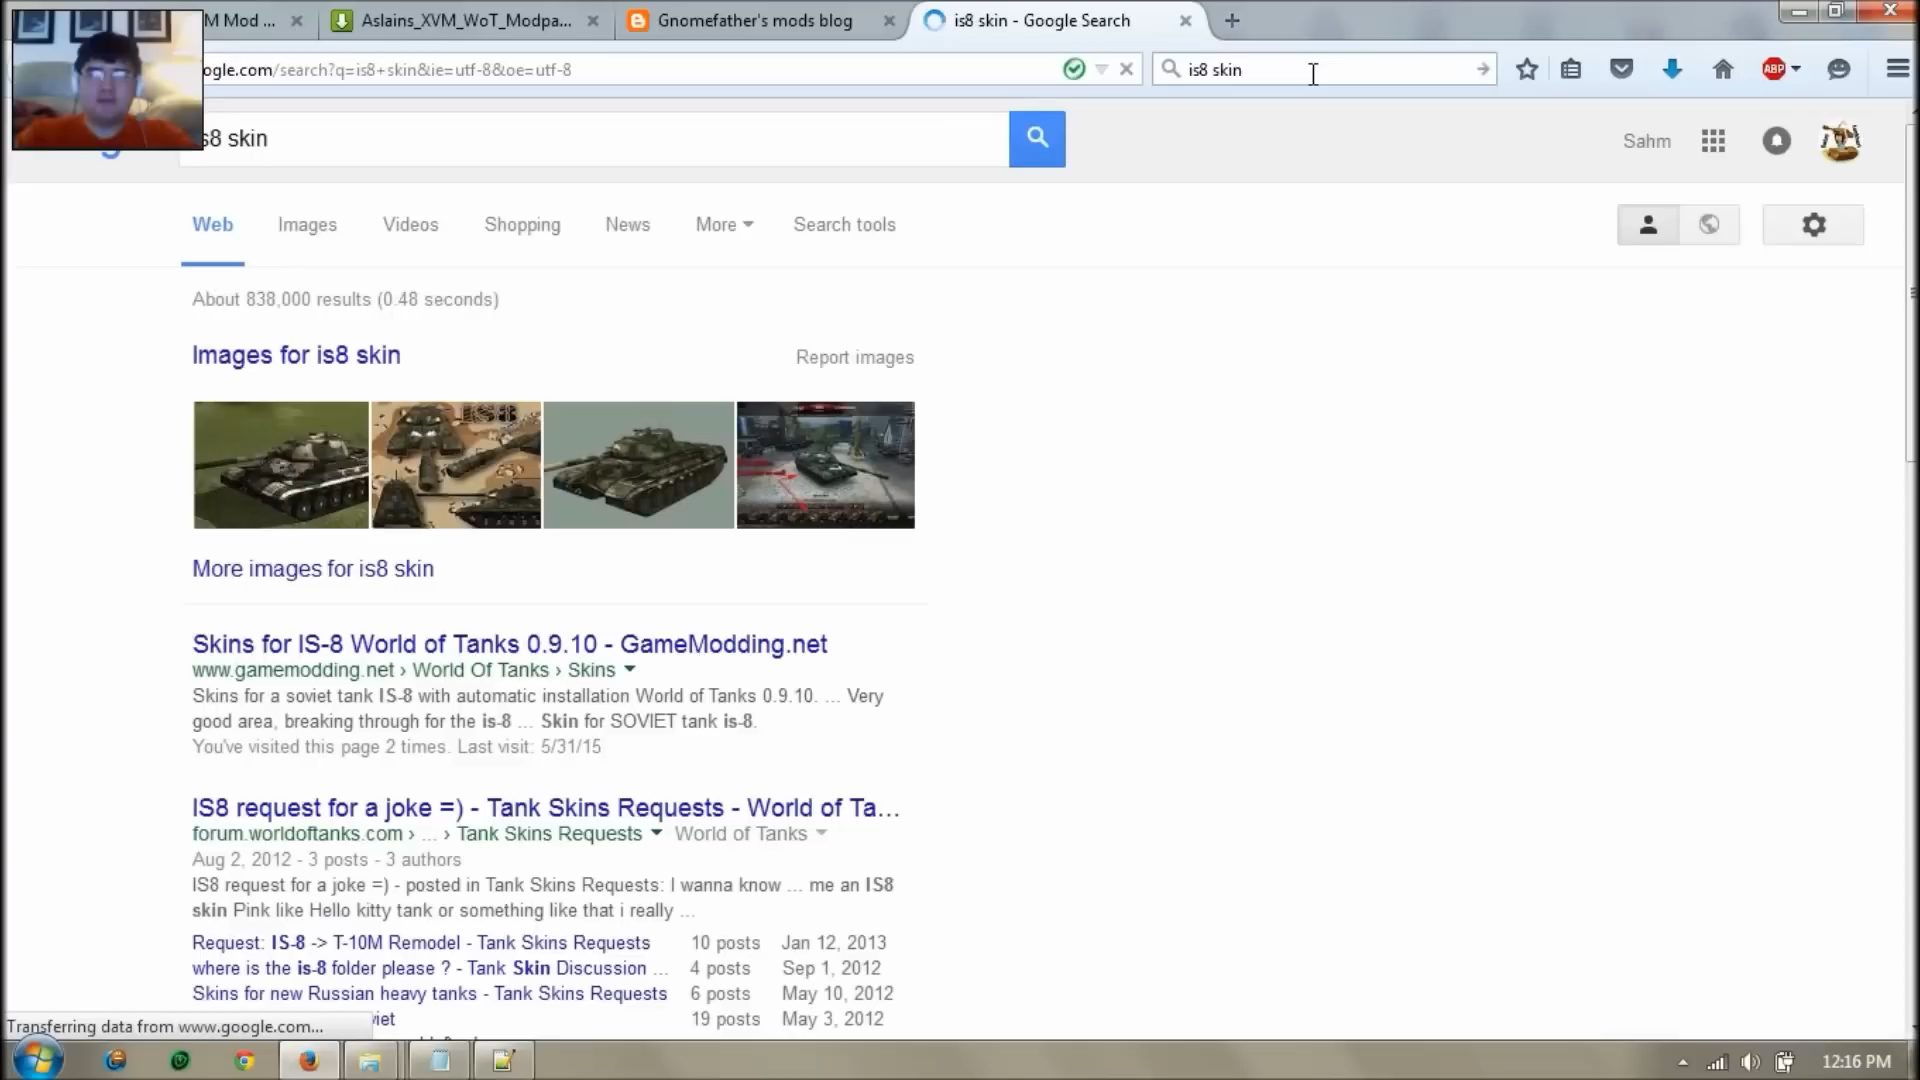 M Mod ...
Aslains_XVM_WoT_Modpa...
Gnomefather's mods blog
is8 skin - Google Search
ogle.com/search?q=is8+skin&ie=utf-8&oe=utf-8
is8 skin
ABP
s8 skin
Sahm
Web
Images
Videos
Shopping
News
More
Search tools
About 838,000 results (0.48 seconds)
Images for is8 skin
Report images
More images for is8 skin
Skins for IS-8 World of Tanks 0.9.10 - GameModding.net
www.gamemodding.net › World Of Tanks › Skins
Skins for a soviet tank IS-8 with automatic installation World of Tanks 0.9.10. ... Very
good area, breaking through for the is-8 ... Skin for SOVIET tank is-8.
You've visited this page 2 times. Last visit: 5/31/15
IS8 request for a joke =) - Tank Skins Requests - World of Ta...
forum.worldoftanks.com › ... › Tank Skins Requests World of Tanks
Aug 2, 2012 - 3 posts - 3 authors
IS8 request for a joke =) - posted in Tank Skins Requests: I wanna know ... me an IS8
skin Pink like Hello kitty tank or something like that i really ...
Request: IS-8 -> T-10M Remodel - Tank Skins Requests 10 posts Jan 12, 2013
where is the is-8 folder please ? - Tank Skin Discussion ... 4 posts Sep 1, 2012
Skins for new Russian heavy tanks - Tank Skins Requests 6 posts May 10, 2012
viet 19 posts May 3, 2012
Transferring data from www.google.com...
12:16 PM